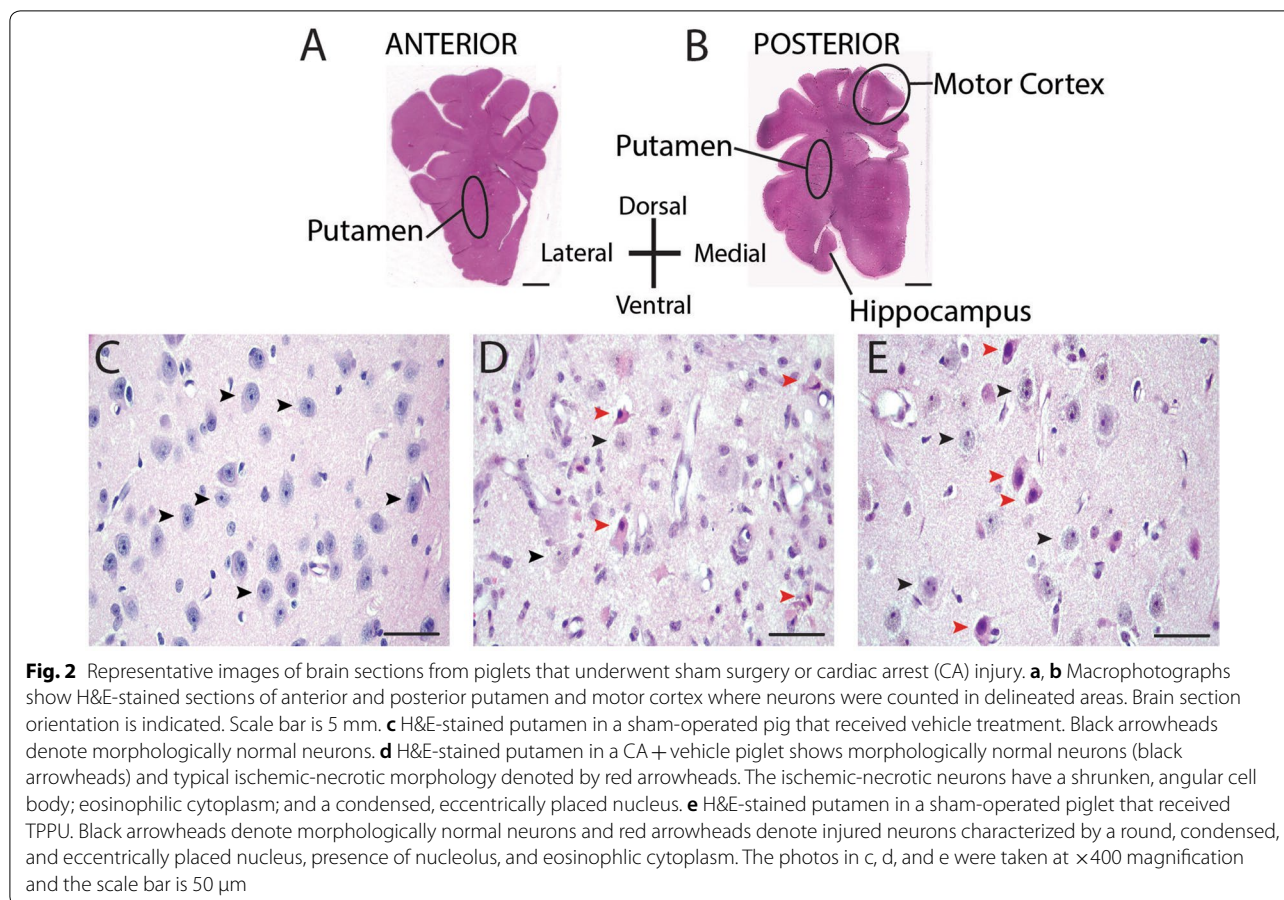 A
ANTERIOR
B
POSTERIOR
Motor Cortex
Putamen
Putamen
Dorsal
Lateral
Medial
Ventral
Hippocampus
C
D
E
Fig. 2 Representative images of brain sections from piglets that underwent sham surgery or cardiac arrest (CA) injury. a, b Macrophotographs
show H&E-stained sections of anterior and posterior putamen and motor cortex where neurons were counted in delineated areas. Brain section
orientation is indicated. Scale bar is 5 mm. c H&E-stained putamen in a sham-operated pig that received vehicle treatment. Black arrowheads
denote morphologically normal neurons. d H&E-stained putamen in a CA + vehicle piglet shows morphologically normal neurons (black
arrowheads) and typical ischemic-necrotic morphology denoted by red arrowheads. The ischemic-necrotic neurons have a shrunken, angular cell
body; eosinophilic cytoplasm; and a condensed, eccentrically placed nucleus. e H&E-stained putamen in a sham-operated piglet that received
TPPU. Black arrowheads denote morphologically normal neurons and red arrowheads denote injured neurons characterized by a round, condensed,
and eccentrically placed nucleus, presence of nucleolus, and eosinophlic cytoplasm. The photos in c, d, and e were taken at ×400 magnification
and the scale bar is 50 μm